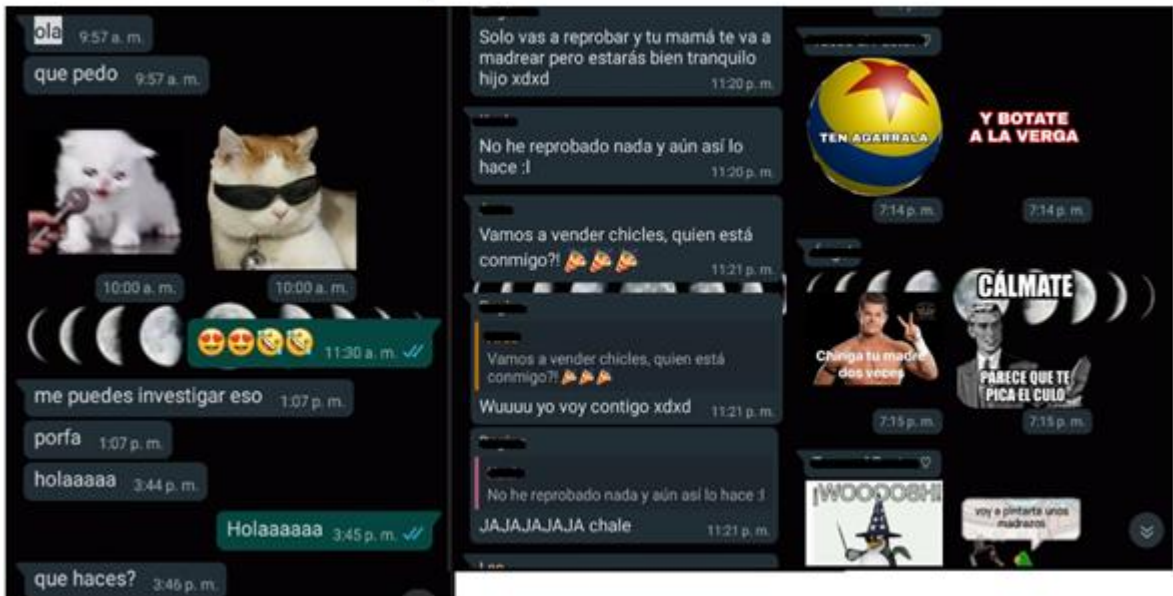 ola 9:57 a. m.
que pedo 9:57 a. m.
10:00 a. m.
10:00 a. m.
11:30 a. m.
me puedes investigar eso 1:07 p. m.
porfa 1:07 p. m.
holaaaaa 3:44 p. m.
Holaaaaaa 3:45 p. m.
que haces? 3:46 p. m.
Solo vas a reprobar y tu mamá te va a
madrear pero estarás bien tranquilo
hijo xdxd
11:20 p. m.
No he reprobado nada y aún así lo
hace :l
11:20 p. m.
Vamos a vender chicles, quien está
conmigo?! 🎉🎉🎉
11:21 p. m.
Vamos a vender chicles, quien está
conmigo?! 🎉🎉🎉
Wuuuu yo voy contigo xdxd 11:21 p. m.
No he reprobado nada y aún así lo hace :l
JAJAJAJAJA chale 11:21 p. m.
TEN AGARRALA
Y BOTATE
A LA VERGA
7:14 p. m.
7:14 p. m.
Chinga tu madre
dos veces
CÁLMATE
PARECE QUE TE
PICA EL CULO
7:15 p. m.
7:15 p. m.
¡WOOOOSH!
voy a pintarte unos
madrazos